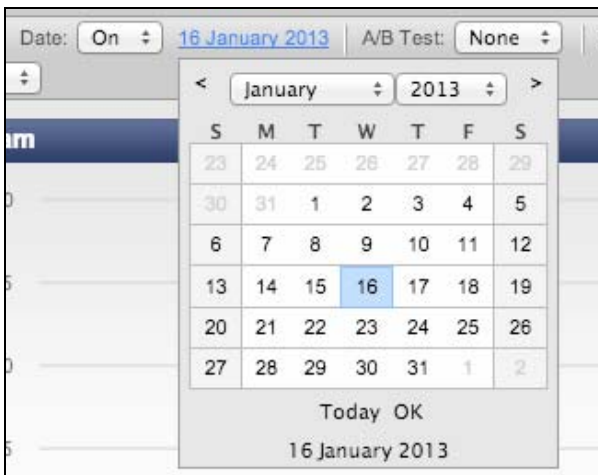 Date: On 16 January 2013 A/B Test: None
< January 2013 >
S M T W T F S
23 24 25 26 27 28 29
30 31 1 2 3 4 5
6 7 8 9 10 11 12
13 14 15 16 17 18 19
20 21 22 23 24 25 26
27 28 29 30 31 1 2
Today OK
16 January 2013